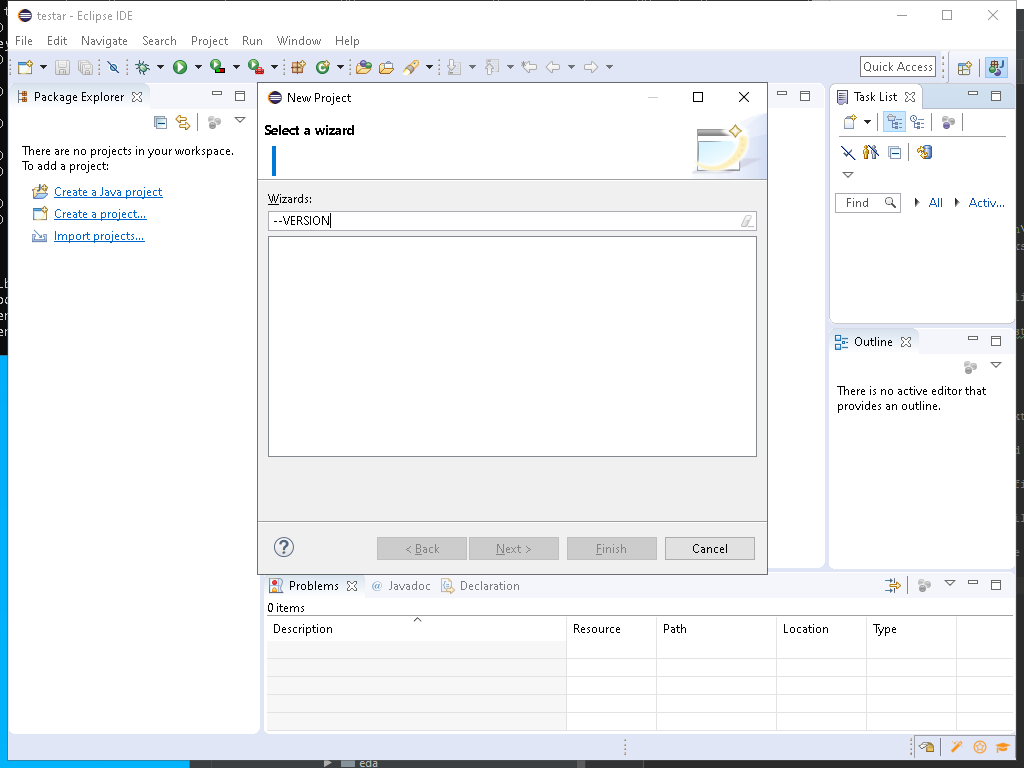 testar - Eclipse IDE
File Edit Navigate Search Project Run Window Help
Quick Access
Package Explorer
There are no projects in your workspace.
To add a project:
Create a Java project
Create a project...
Import projects...
New Project
Select a wizard
Wizards:
--VERSION
< Back
Next >
Finish
Cancel
Task List
Find
All
Activ...
Outline
There is no active editor that
provides an outline.
Problems
@ Javadoc
Declaration
0 items
Description Resource Path Location Type
eda